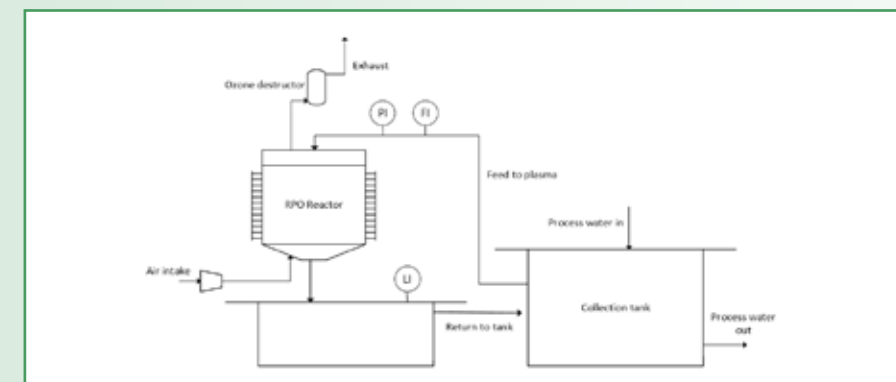 Exhaust
Ozone destructor
PI
FI
Feed to plasma
RPO Reactor
Process water in
Air intake
LI
Collection tank
Return to tank
Process water
out